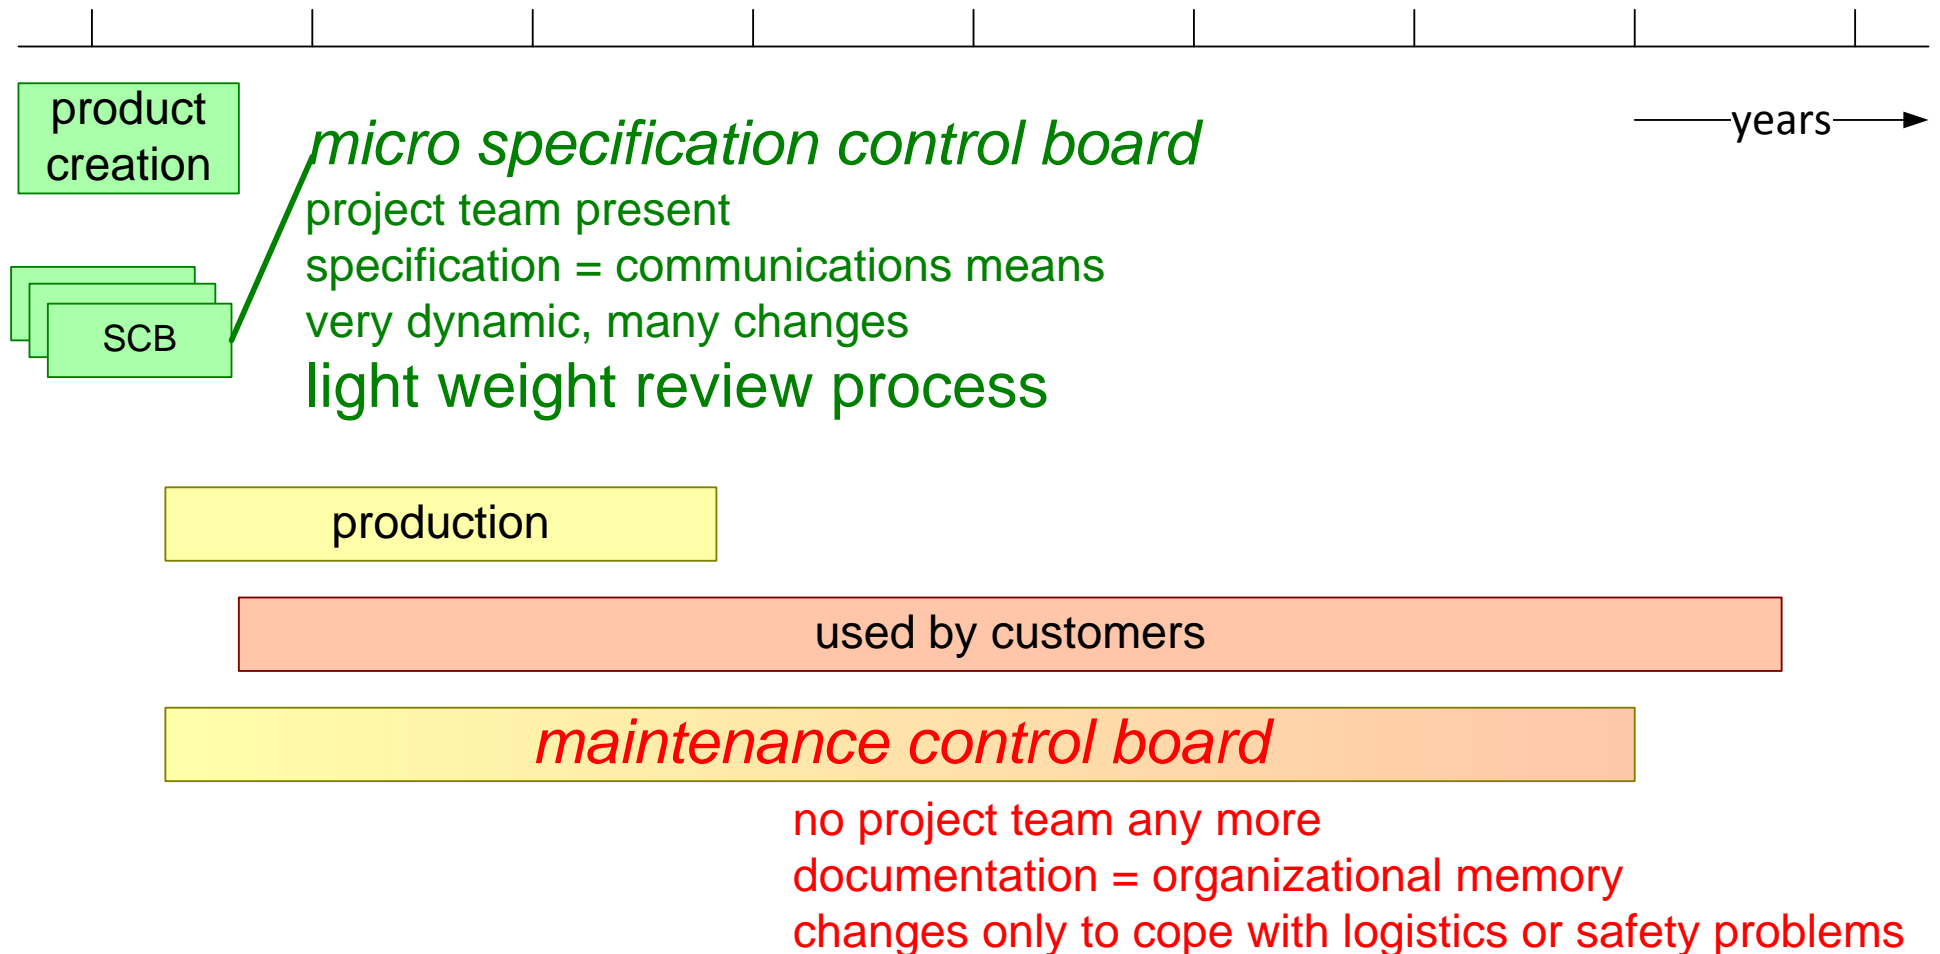 product
creation
micro specification control board
years
project team present
specification = communications means
very dynamic, many changes
SCB
light weight review process
production
used by customers
maintenance control board
no project team any more
documentation = organizational memory
changes only to cope with logistics or safety problems